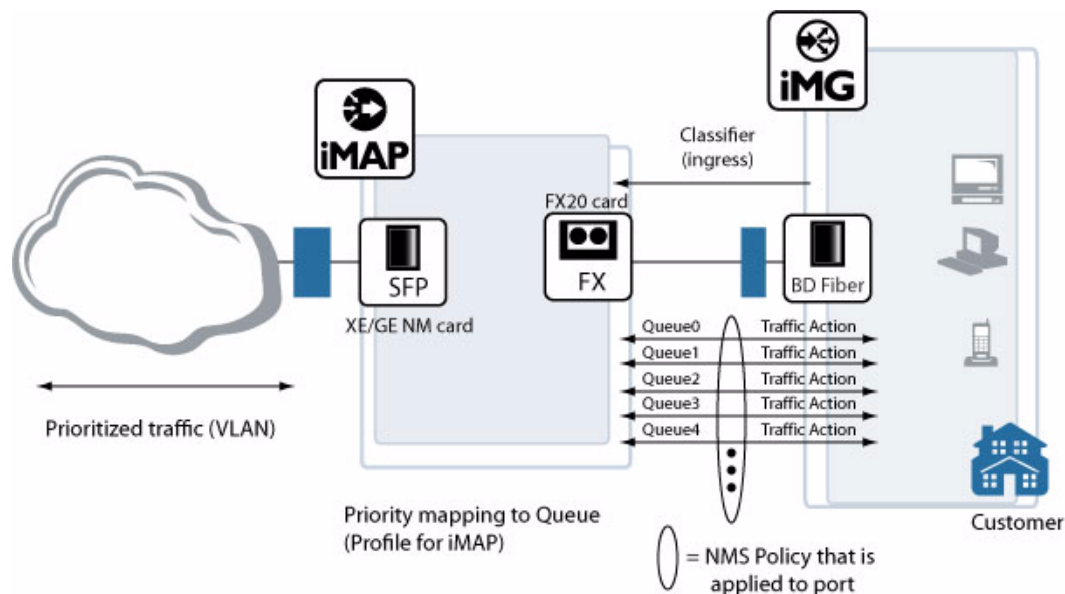 iMG
iMAP
Classifier
(ingress)
FX20 card
SFP
FX
BD Fiber
XE/GE NM card
Queue0 Traffic Action
Queue1 Traffic Action
Queue2 Traffic Action
Queue3 Traffic Action
Queue4 Traffic Action
Prioritized traffic (VLAN)
Priority mapping to Queue
(Profile for iMAP)
Customer
= NMS Policy that is
applied to port